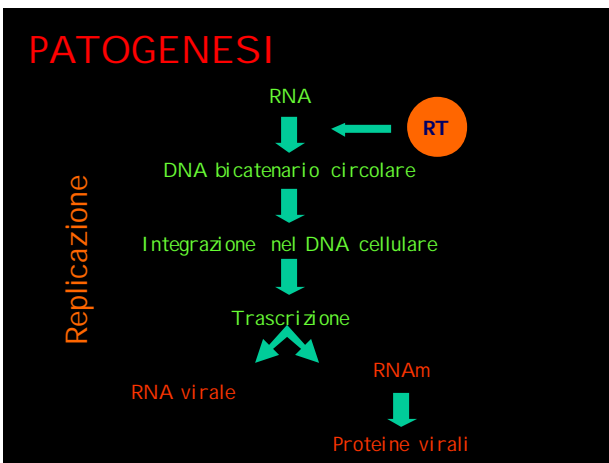 PATOGENESI
RNA
RT
DNA bicatenario circolare
Replicazione
Integrazione nel DNA cellulare
Trascrizione
RNA virale
RNAm
Proteine virali